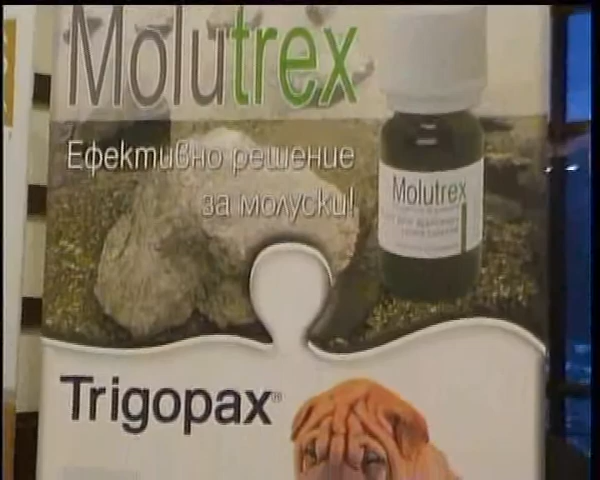 Molutrex
Ефективно решение
за молуски!
Molutrex
Trigopax®